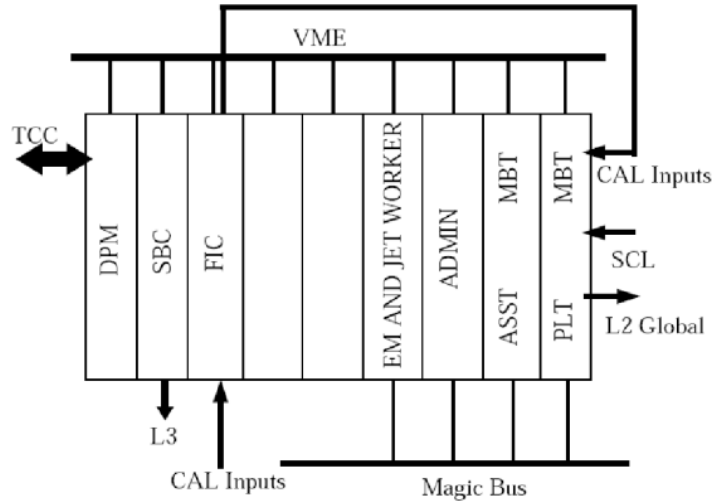 VME
TCC
DPM
SBC
FIC
EM AND JET WORKER
ADMIN
MBT
ASST
MBT
PLT
CAL Inputs
SCL
L2 Global
L3
CAL Inputs
Magic Bus